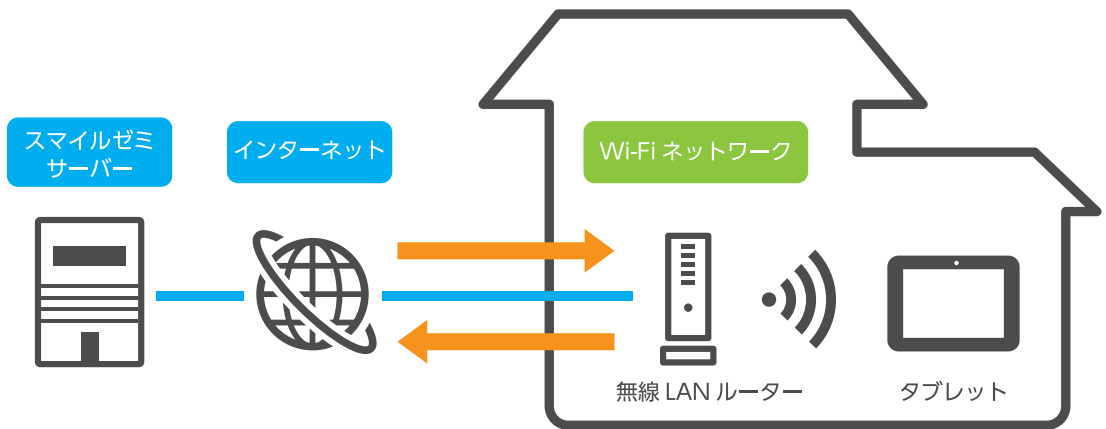 スマイルゼミ
サーバー
インターネット
Wi-Fi ネットワーク
無線 LAN ルーター
タブレット